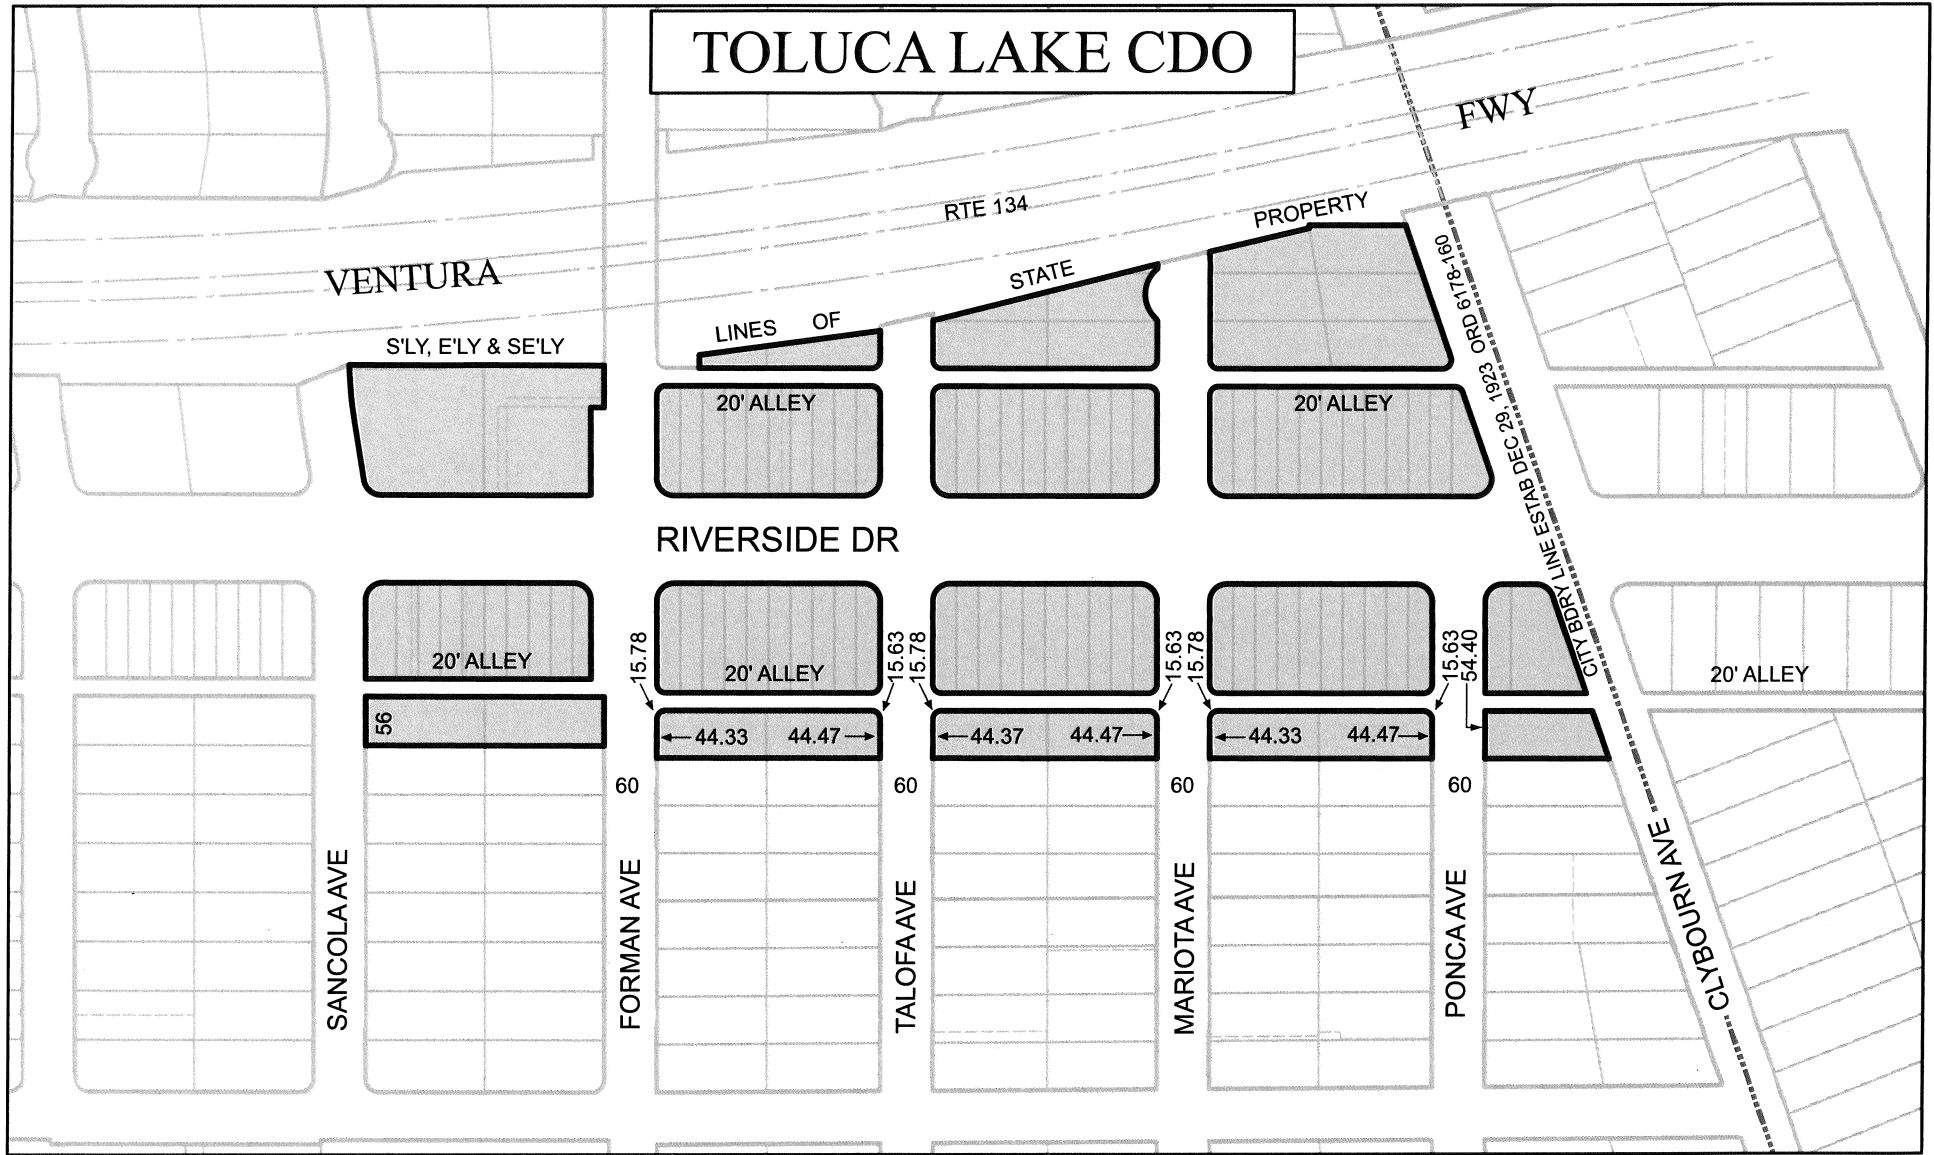 TOLUCA LAKE CDO
FWY
RTE 134
PROPERTY
VENTURA
STATE
LINES OF
S'LY, E'LY & SE'LY
CITY BDRY LINE ESTAB DEC 29, 1923 ORD 6178-160
20' ALLEY
20' ALLEY
RIVERSIDE DR
20' ALLEY
20' ALLEY
20' ALLEY
15.78
15.63
15.78
15.63
15.78
15.63
54.40
56
44.33 44.47
44.37 44.47
44.33 44.47
60
60
60
60
SANCOLA AVE
FORMAN AVE
TALOFA AVE
MARIOTA AVE
PONCA AVE
CLYBOURN AVE